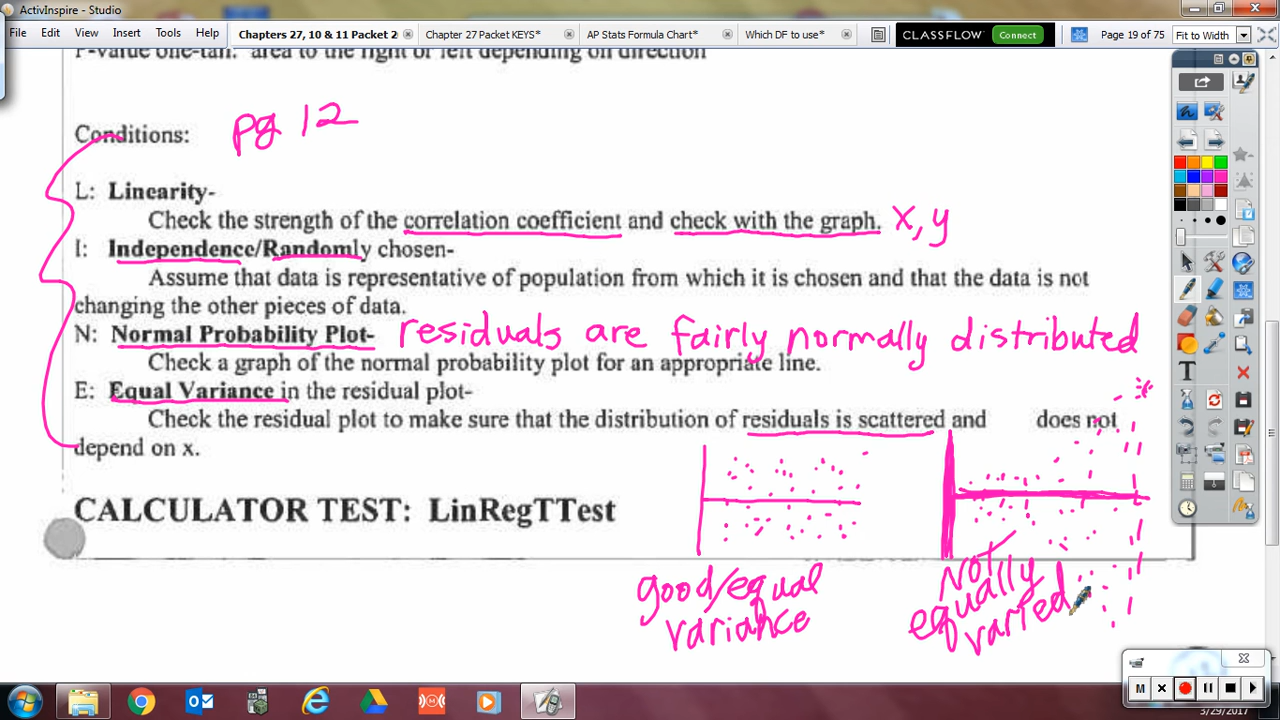 ActivInspire - Studio
File Edit View Insert Tools Help
Chapters 27, 10 & 11 Packet 2 Chapter 27 Packet KEYS* AP Stats Formula Chart* Which DF to use* CLASSFLOW Connect Page 19 of 75 Fit to Width
P-value one-tail: area to the right or left depending on direction
Conditions: pg 12
L: Linearity-
Check the strength of the correlation coefficient and check with the graph. x, y
I: Independence/Randomly chosen-
Assume that data is representative of population from which it is chosen and that the data is not
changing the other pieces of data.
N: Normal Probability Plot- residuals are fairly normally distributed
Check a graph of the normal probability plot for an appropriate line.
E: Equal Variance in the residual plot-
Check the residual plot to make sure that the distribution of residuals is scattered and does not
depend on x.
CALCULATOR TEST: LinRegTTest
good/equal
variance
equally
varied
T
M
3/29/2017